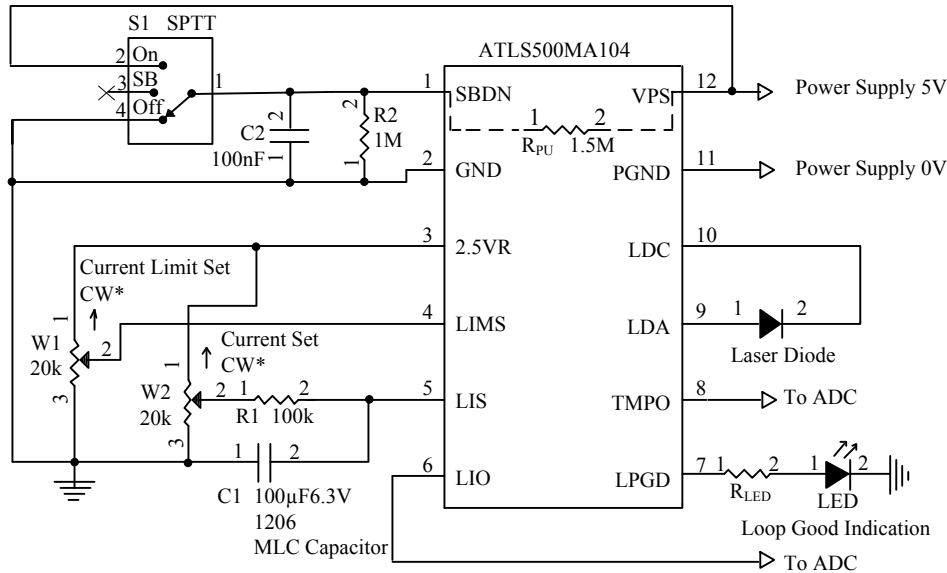 S1 SPTT
ATLS500MA104
2 On
3 SB
4 Off
1
C2
100nF
2
1
R2
1M
2
1
1 SBDN
VPS 12
Power Supply 5V
1 2
RPU 1.5M
2 GND
PGND 11
Power Supply 0V
3 2.5VR
LDC 10
Current Limit Set
CW*
4 LIMS
LDA 9
1 2
Laser Diode
W1
20k
1
2
3
Current Set
CW*
W2
20k
1
2
3
1 2
R1 100k
5 LIS
TMPO 8
To ADC
1 2
C1 100µF6.3V
1206
MLC Capacitor
6 LIO
LPGD 7
1 2
RLED
1 2
LED
Loop Good Indication
To ADC